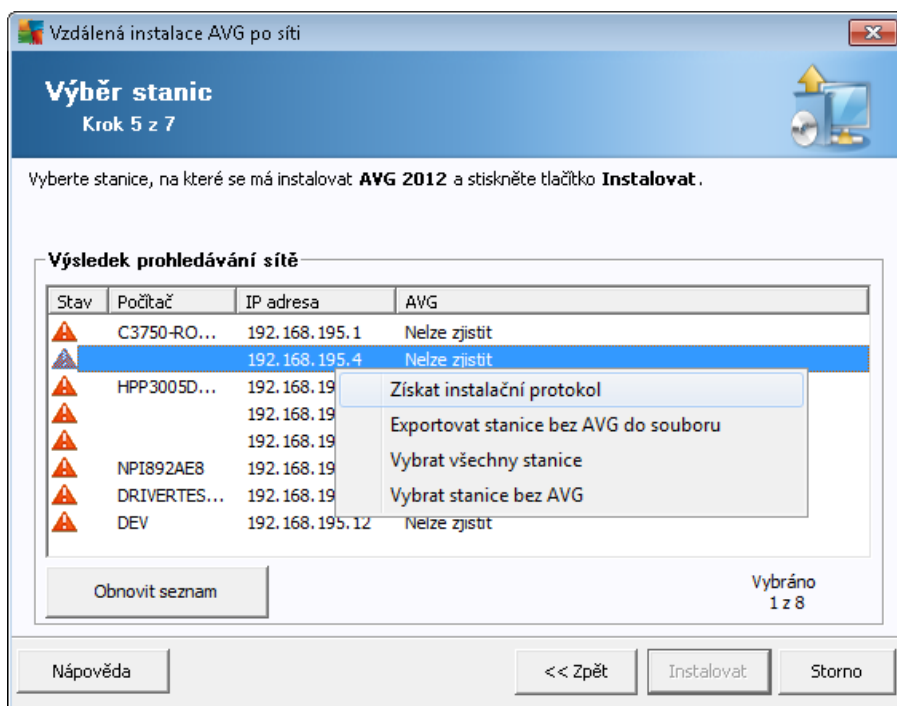 Vzdálená instalace AVG po síti
Výběr stanic
Krok 5 z 7
Vyberte stanice, na které se má instalovat AVG 2012 a stiskněte tlačítko Instalovat.
Výsledek prohledávání sítě
Stav Počítač IP adresa AVG
C3750-RO... 192.168.195.1 Nelze zjistit
192.168.195.4 Nelze zjistit
HPP3005D... 192.168.19
192.168.19
192.168.19
NPI892AE8 192.168.19
DRIVERTES... 192.168.19
DEV 192.168.195.12 Nelze zjistit
Získat instalační protokol
Exportovat stanice bez AVG do souboru
Vybrat všechny stanice
Vybrat stanice bez AVG
Obnovit seznam
Vybráno
1 z 8
Nápověda
<< Zpět
Instalovat
Storno